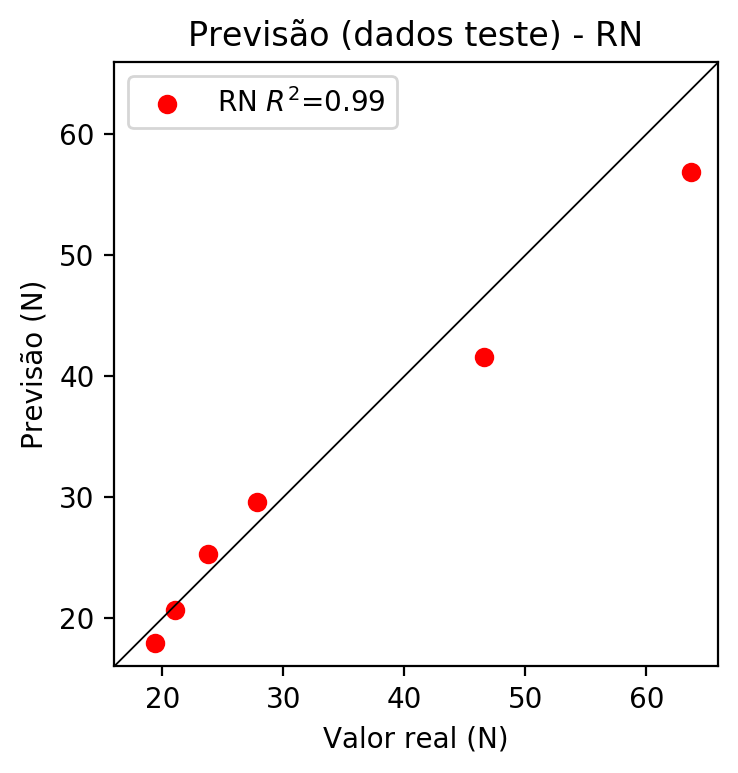 Previsão (dados teste) - RN
RN R²=0.99
60
50
40
30
20
Previsão (N)
20 30 40 50 60
Valor real (N)